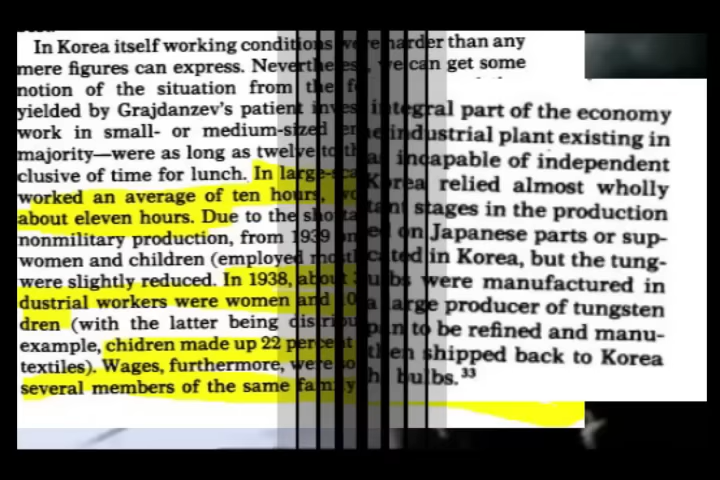 In Korea itself working conditions were harder than any
mere figures can express. Nevertheless, we can get some
notion of the situation from the
yielded by Grajdanzev's patient
work in small- or medium-sized
majority—were as long as twelve to
clusive of time for lunch. In
worked an average of ten hours,
about eleven hours. Due to the
nonmilitary production, from 1939
women and children (employed
were slightly reduced. In 1938, about
dustrial workers were women and
dren (with the latter being
example, chidren made up 22 percent
textiles). Wages, furthermore, were so
several members of the same family
integral part of the economy
industrial plant existing in
incapable of independent
Korea relied almost wholly
stages in the production
on Japanese parts or sup-
in Korea, but the tung-
were manufactured in
a large producer of tungsten
to be refined and manu-
then shipped back to Korea
bulbs.³³